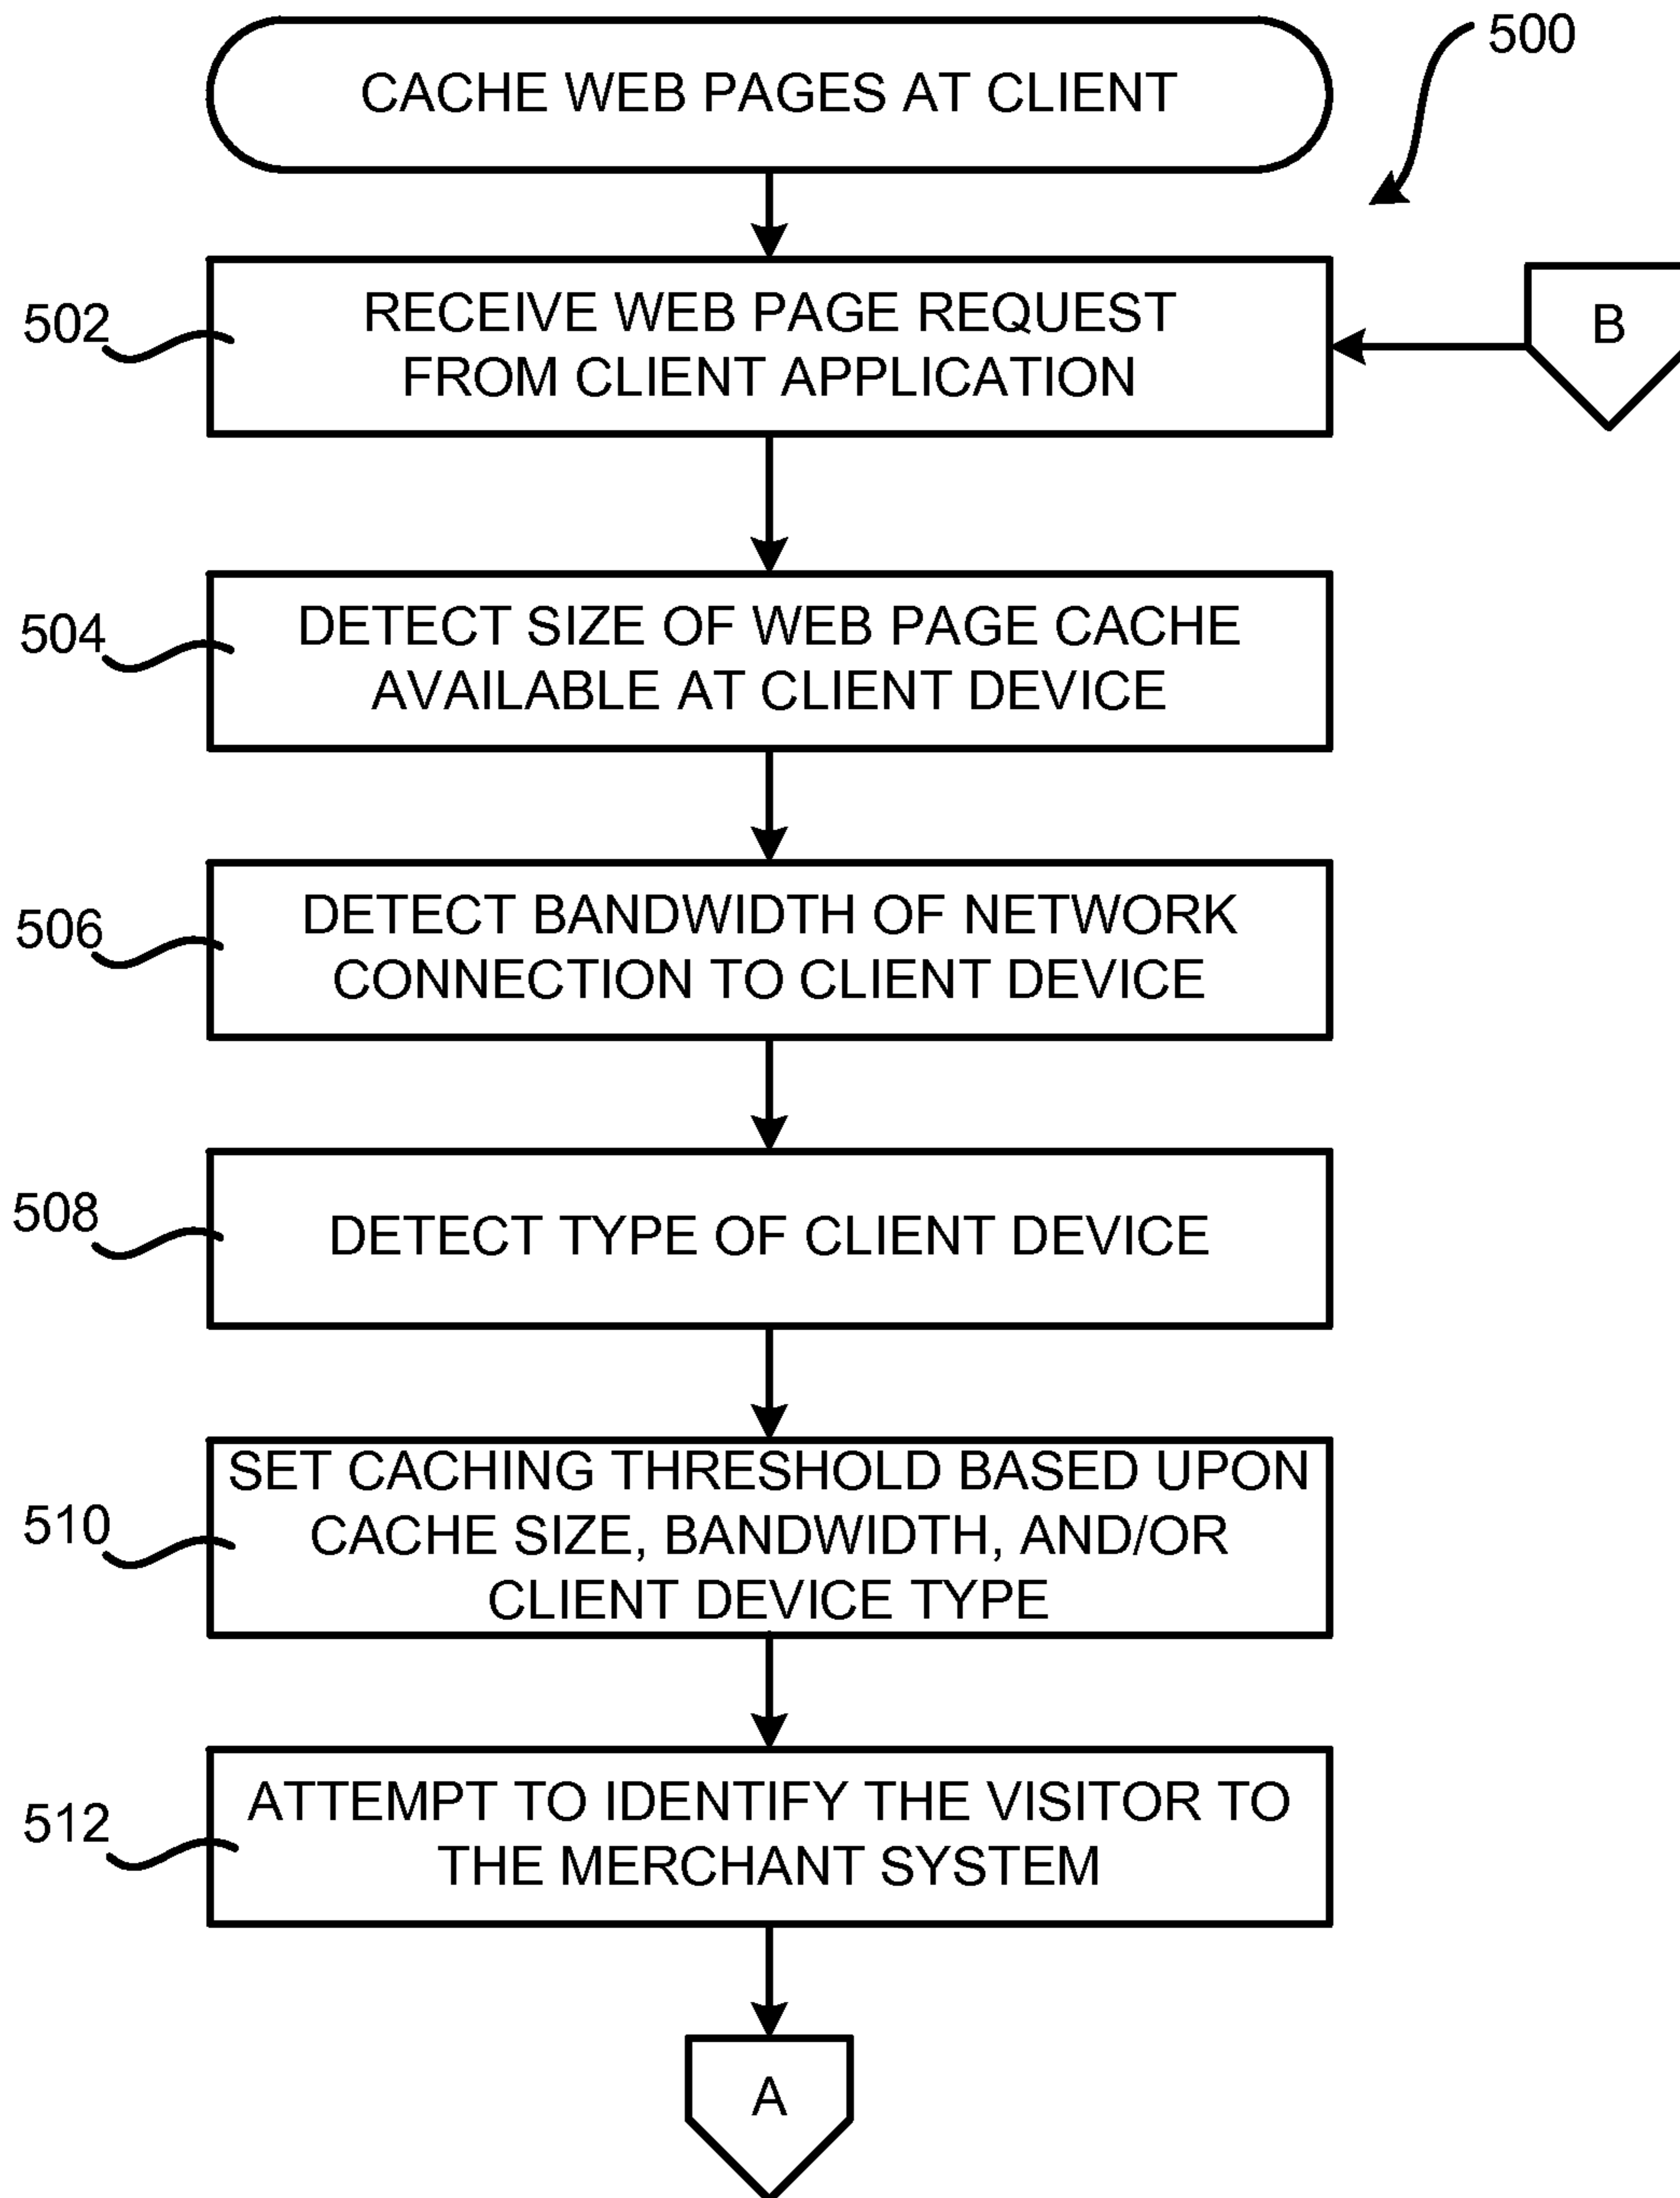 CACHE WEB PAGES AT CLIENT
500
502
RECEIVE WEB PAGE REQUEST
FROM CLIENT APPLICATION
B
504
DETECT SIZE OF WEB PAGE CACHE
AVAILABLE AT CLIENT DEVICE
506
DETECT BANDWIDTH OF NETWORK
CONNECTION TO CLIENT DEVICE
508
DETECT TYPE OF CLIENT DEVICE
510
SET CACHING THRESHOLD BASED UPON
CACHE SIZE, BANDWIDTH, AND/OR
CLIENT DEVICE TYPE
512
ATTEMPT TO IDENTIFY THE VISITOR TO
THE MERCHANT SYSTEM
A